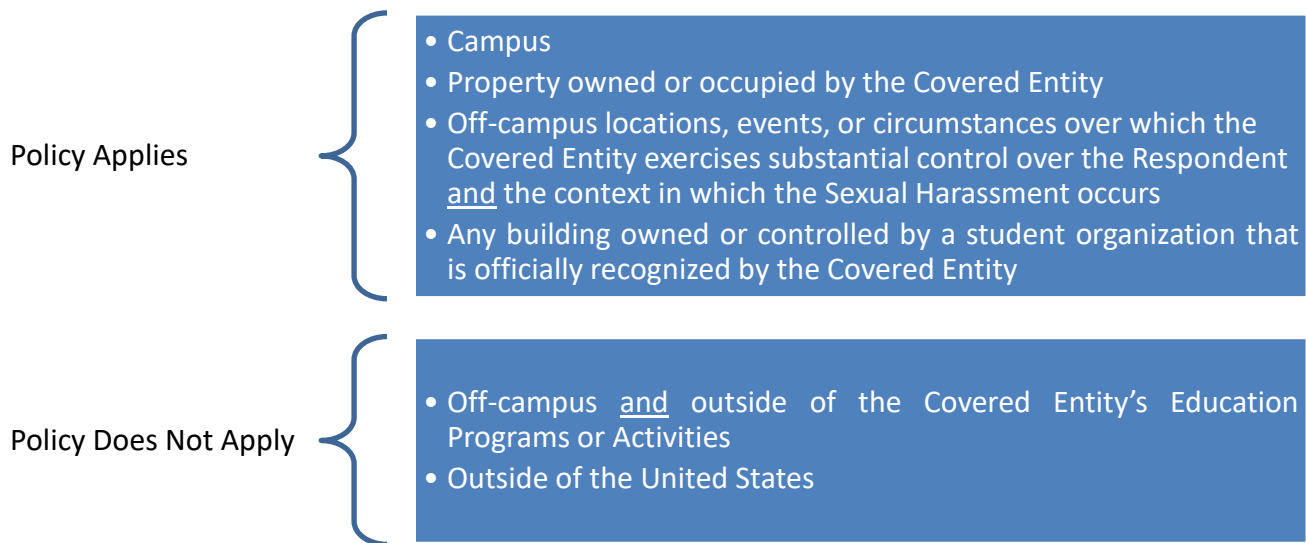 Policy Applies
• Campus
• Property owned or occupied by the Covered Entity
• Off-campus locations, events, or circumstances over which the
Covered Entity exercises substantial control over the Respondent
and the context in which the Sexual Harassment occurs
• Any building owned or controlled by a student organization that
is officially recognized by the Covered Entity
Policy Does Not Apply
• Off-campus and outside of the Covered Entity’s Education
Programs or Activities
• Outside of the United States